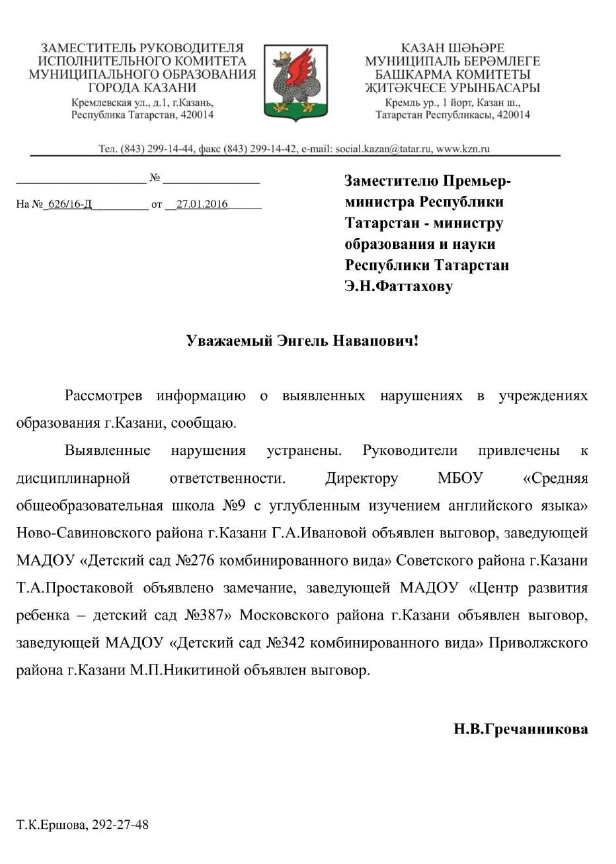 ЗАМЕСТИТЕЛЬ РУКОВОДИТЕЛЯ
ИСПОЛНИТЕЛЬНОГО КОМИТЕТА
МУНИЦИПАЛЬНОГО ОБРАЗОВАНИЯ
ГОРОДА КАЗАНИ
Кремлевская ул., д.1, г.Казань,
Республика Татарстан, 420014
КАЗАН ШӘҺӘРЕ
МУНИЦИПАЛЬ БЕРӘМЛЕГЕ
БАШКАРМА КОМИТЕТЫ
ҖИТӘКЧЕСЕ УРЫНБАСАРЫ
Кремль ур., 1 йорт, Казан ш.,
Татарстан Республикасы, 420014
Тел. (843) 299-14-44, факс (843) 299-14-42, e-mail: social.kazan@tatar.ru, www.kzn.ru
№
На № 626/16-Д от 27.01.2016
Заместителю Премьер-
министра Республики
Татарстан - министру
образования и науки
Республики Татарстан
Э.Н.Фаттахову
Уважаемый Энгель Навапович!
Рассмотрев информацию о выявленных нарушениях в учреждениях
образования г.Казани, сообщаю.
Выявленные нарушения устранены. Руководители привлечены к
дисциплинарной ответственности. Директору МБОУ «Средняя
общеобразовательная школа №9 с углубленным изучением английского языка»
Ново-Савиновского района г.Казани Г.А.Ивановой объявлен выговор, заведующей
МАДОУ «Детский сад №276 комбинированного вида» Советского района г.Казани
Т.А.Простаковой объявлено замечание, заведующей МАДОУ «Центр развития
ребенка – детский сад №387» Московского района г.Казани объявлен выговор,
заведующей МАДОУ «Детский сад №342 комбинированного вида» Приволжского
района г.Казани М.П.Никитиной объявлен выговор.
Н.В.Гречанникова
Т.К.Ершова, 292-27-48